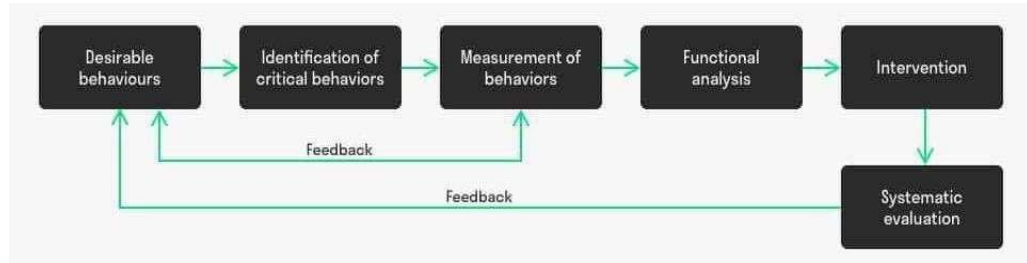 Desirable
behaviours
Identification of
critical behaviors
Measurement of
behaviors
Functional
analysis
Intervention
Feedback
Feedback
Systematic
evaluation